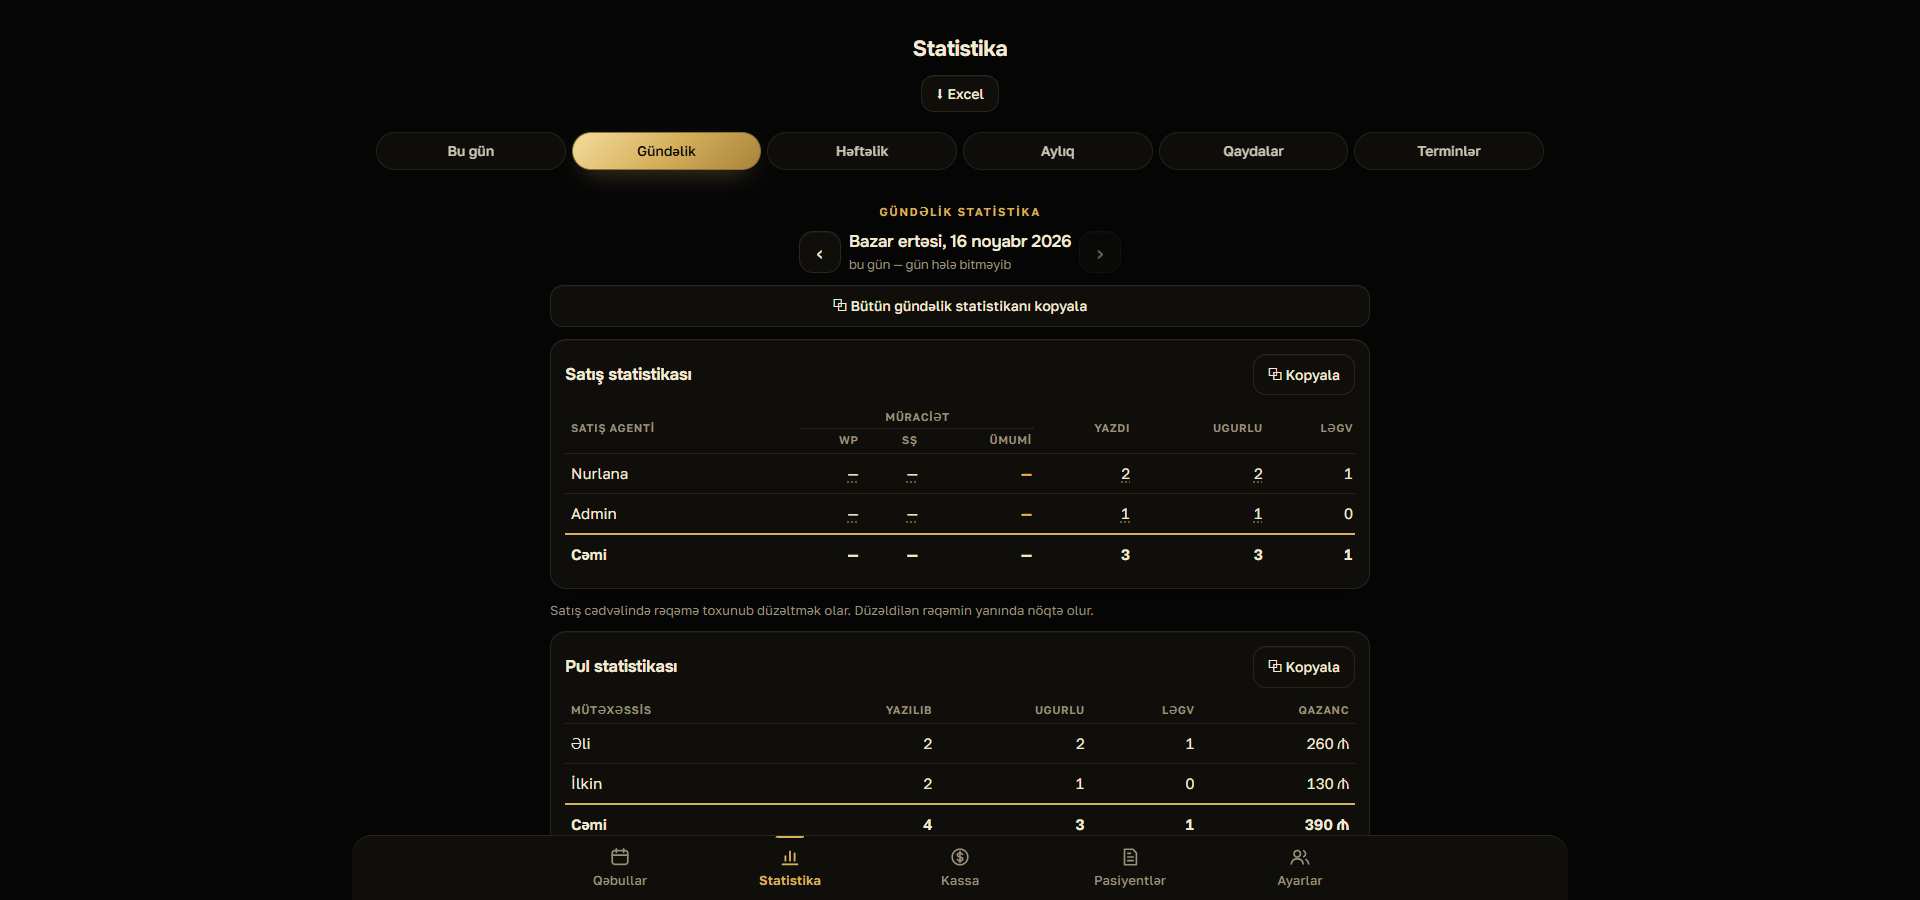 Statistika
⭳ Excel
Bu gün Gündəlik Həftəlik Aylıq Qaydalar Terminlər
GÜNDƏLİK STATİSTİKA
‹ Bazar ertəsi, 16 noyabr 2026 ›
bu gün — gün hələ bitməyib
Bütün gündəlik statistikanı kopyala
Satış statistikası Kopyala
MÜRACİƏT
SATIŞ AGENTİ YAZDI UGURLU LƏGV
WP SŞ ÜMUMİ
Nurlana — — — 2 2 1
Admin — — — 1 1 0
Cəmi — — — 3 3 1
Satış cədvəlində rəqəmə toxunub düzəltmək olar. Düzəldilən rəqəmin yanında nöqtə olur.
Pul statistikası Kopyala
MÜTƏXƏSSİS YAZILIB UGURLU LƏGV QAZANC
Əli 2 2 1 260 ₼
İlkin 2 1 0 130 ₼
Cəmi 4 3 1 390 ₼
Qəbullar Statistika Kassa Pasiyentlər Ayarlar